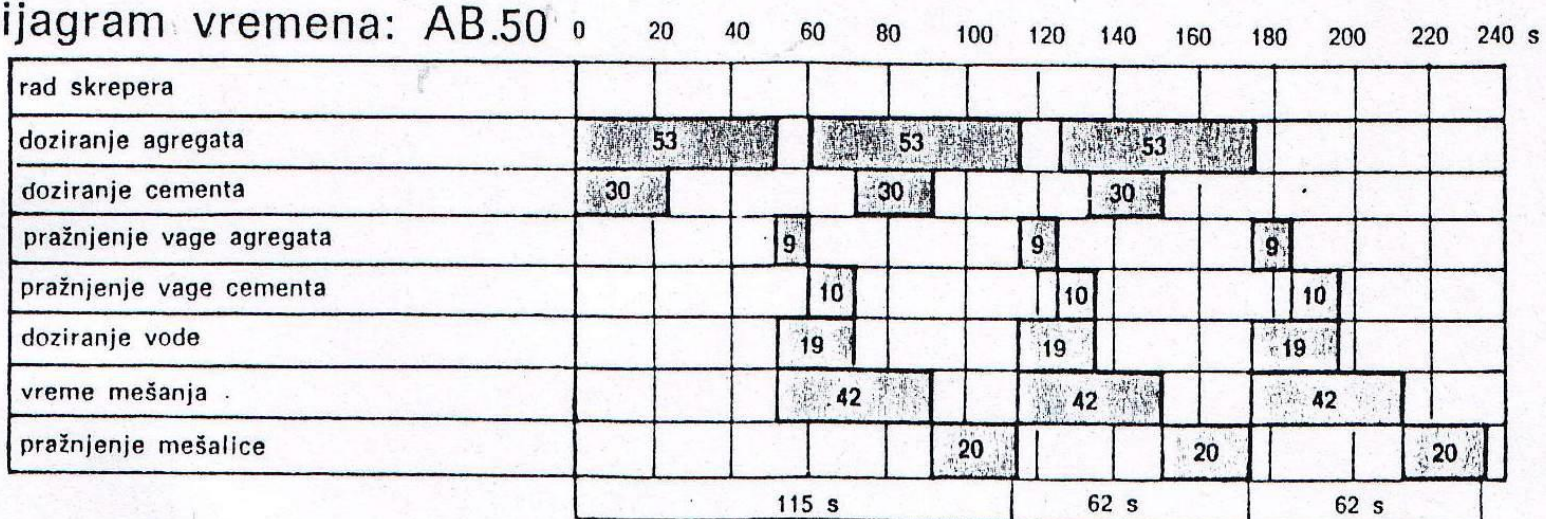 ijagram vremena: AB.50 0 20 40 60 80 100 120 140 160 180 200 220 240 s
rad skrepera
doziranje agregata 53 53 53
doziranje cementa 30 30 30
pražnjenje vage agregata 9 9 9
pražnjenje vage cementa 10 10 10
doziranje vode 19 19 19
vreme mešanja 42 42 42
pražnjenje mešalice 20 20 20
115 s 62 s 62 s